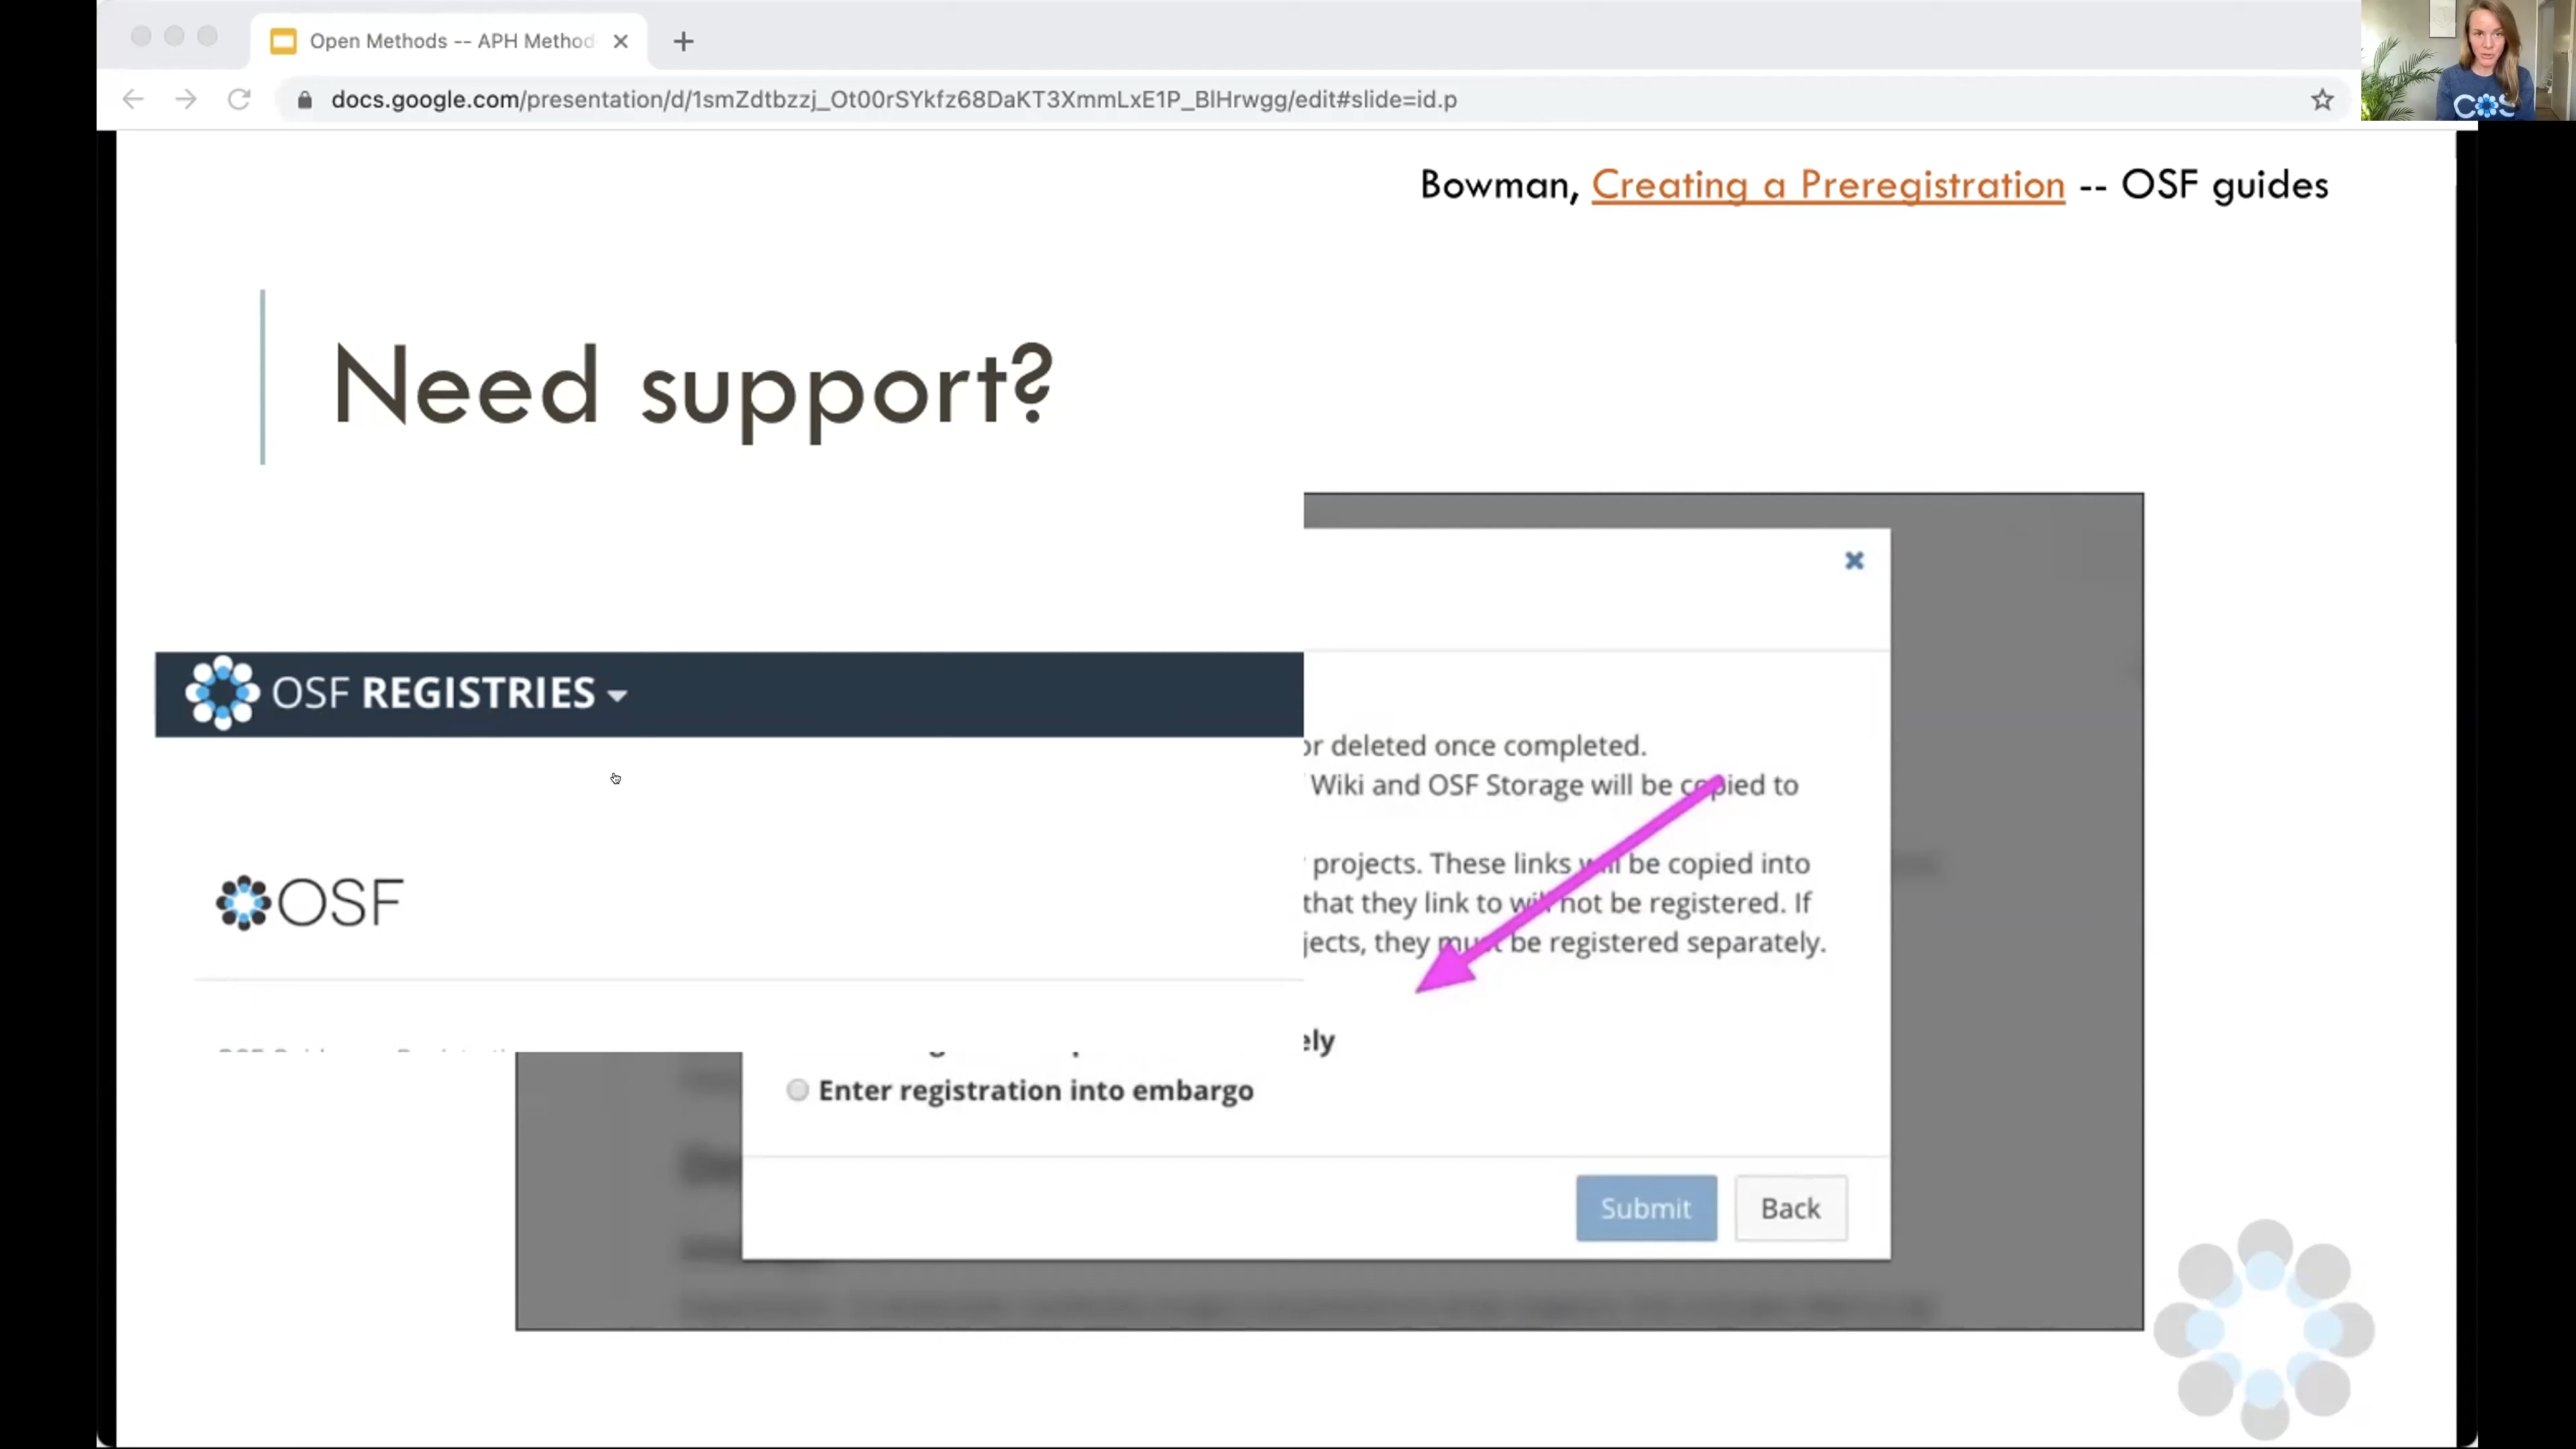 Open Methods -- APH Method
docs.google.com/presentation/d/1smZdtbzzj_Ot00rSYkfz68DaKT3XmmLxE1P_BlHrwgg/edit#slide=id.p
COS
Bowman, Creating a Preregistration -- OSF guides
Need support?
OSF REGISTRIES
or deleted once completed.
Wiki and OSF Storage will be copied to
projects. These links will be copied into
OSF
that they link to will not be registered. If
jects, they must be registered separately.
ely
Enter registration into embargo
Submit Back